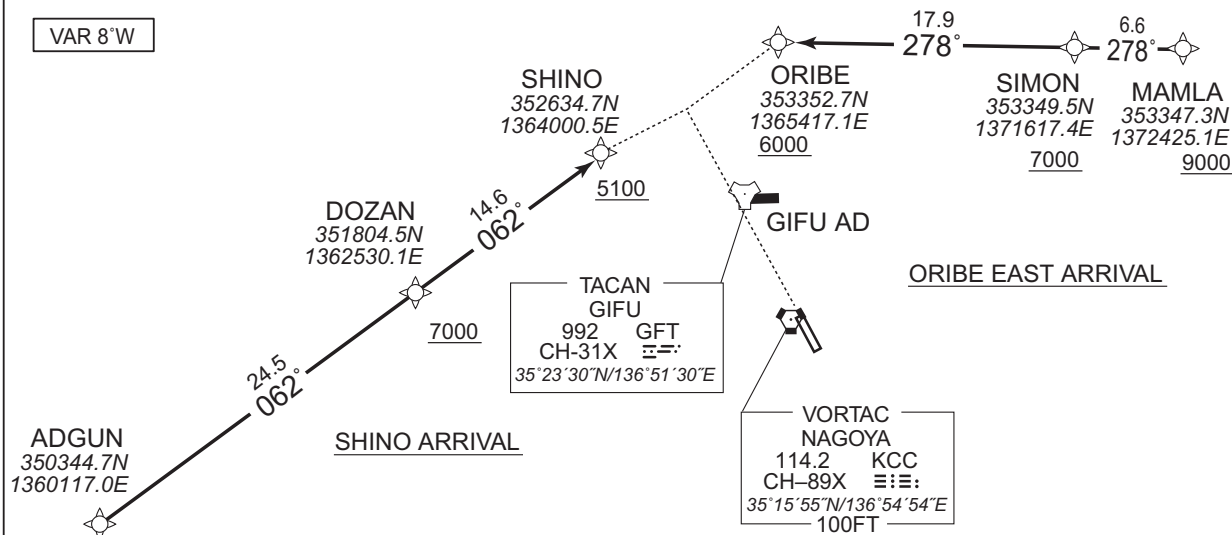 VAR 8°W
SHINO
352634.7N
1364000.5E
5100
17.9
278°
ORIBE
353352.7N
1365417.1E
6000
6.6
278°
SIMON
353349.5N
1371617.4E
7000
MAMLA
353347.3N
1372425.1E
9000
14.6
062°
DOZAN
351804.5N
1362530.1E
7000
GIFU AD
ORIBE EAST ARRIVAL
TACAN
GIFU
992 GFT
CH-31X
35°23´30˝N/136°51´30˝E
24.5
062°
SHINO ARRIVAL
ADGUN
350344.7N
1360117.0E
VORTAC
NAGOYA
114.2 KCC
CH–89X
35°15´55˝N/136°54´54˝E
100FT